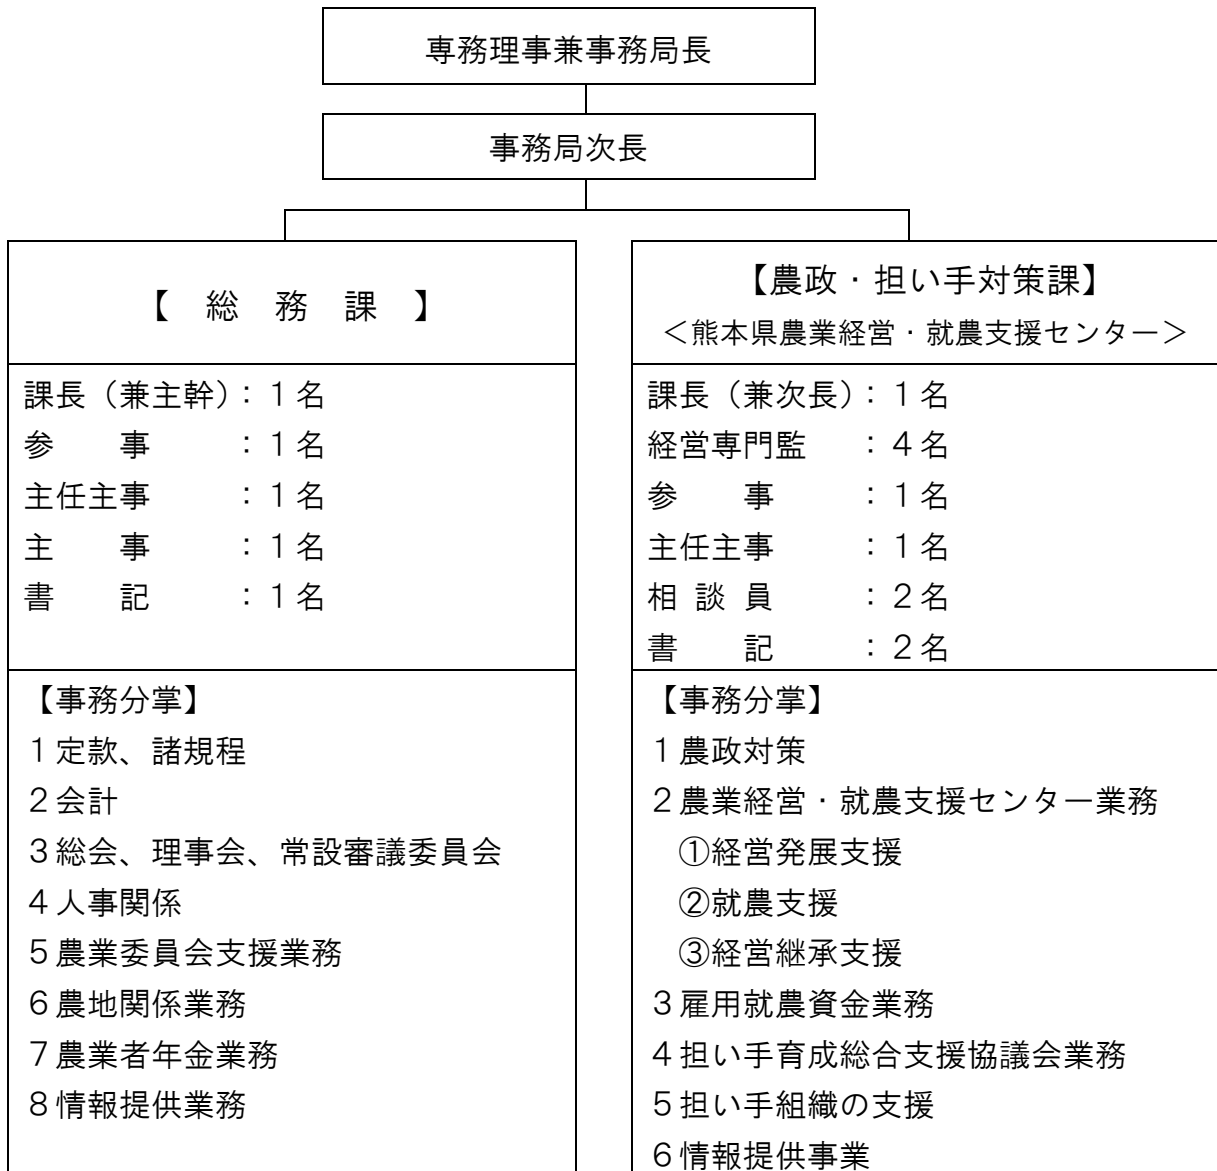 専務理事兼事務局長
事務局次長
【　総　務　課　】
課長（兼主幹）：１名
参　　事　　　：１名
主任主事　　　：１名
主　　事　　　：１名
書　　記　　　：１名
【事務分掌】
１定款、諸規程
２会計
３総会、理事会、常設審議委員会
４人事関係
５農業委員会支援業務
６農地関係業務
７農業者年金業務
８情報提供業務
【農政・担い手対策課】
＜熊本県農業経営・就農支援センター＞
課長（兼次長）：１名
経営専門監　　：４名
参　　事　　　：１名
主任主事　　　：１名
相 談 員　　　：２名
書　　記　　　：２名
【事務分掌】
１農政対策
２農業経営・就農支援センター業務
①経営発展支援
②就農支援
③経営継承支援
３雇用就農資金業務
４担い手育成総合支援協議会業務
５担い手組織の支援
６情報提供事業